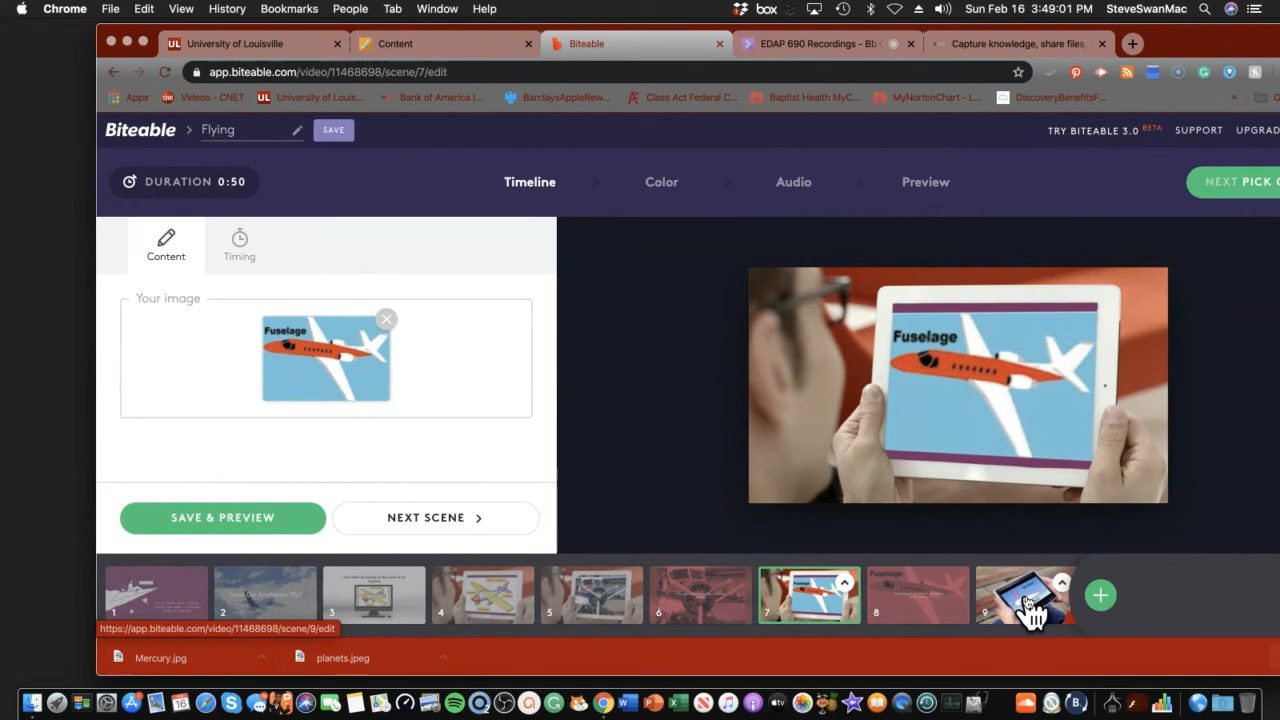 Chrome File Edit View History Bookmarks People Tab Window Help
box
Sun Feb 16 3:49:01 PM SteveSwanMac
UL University of Louisville
Content
Biteable
EDAP 690 Recordings – Bb
Capture knowledge, share files,
app.biteable.com/video/11468698/scene/7/edit
Apps
Videos - CNET
UL University of Louis...
Bank of America |...
BarclaysAppleRew...
Class Act Federal C...
Baptist Health MyC...
MyNortonChart - L...
DiscoveryBenefitsF...
»
Biteable > Flying
SAVE
TRY BITEABLE 3.0 BETA
SUPPORT
UPGRAD
DURATION 0:50
Timeline
Color
Audio
Preview
NEXT PICK
Content
Timing
Your image
Fuselage
Fuselage
SAVE & PREVIEW
NEXT SCENE >
1
2 How Do Airplanes Fly?
3
4
5
6
7
8 Fuselage
9
https://app.biteable.com/video/11468698/scene/9/edit
Mercury.jpg
planets.jpeg